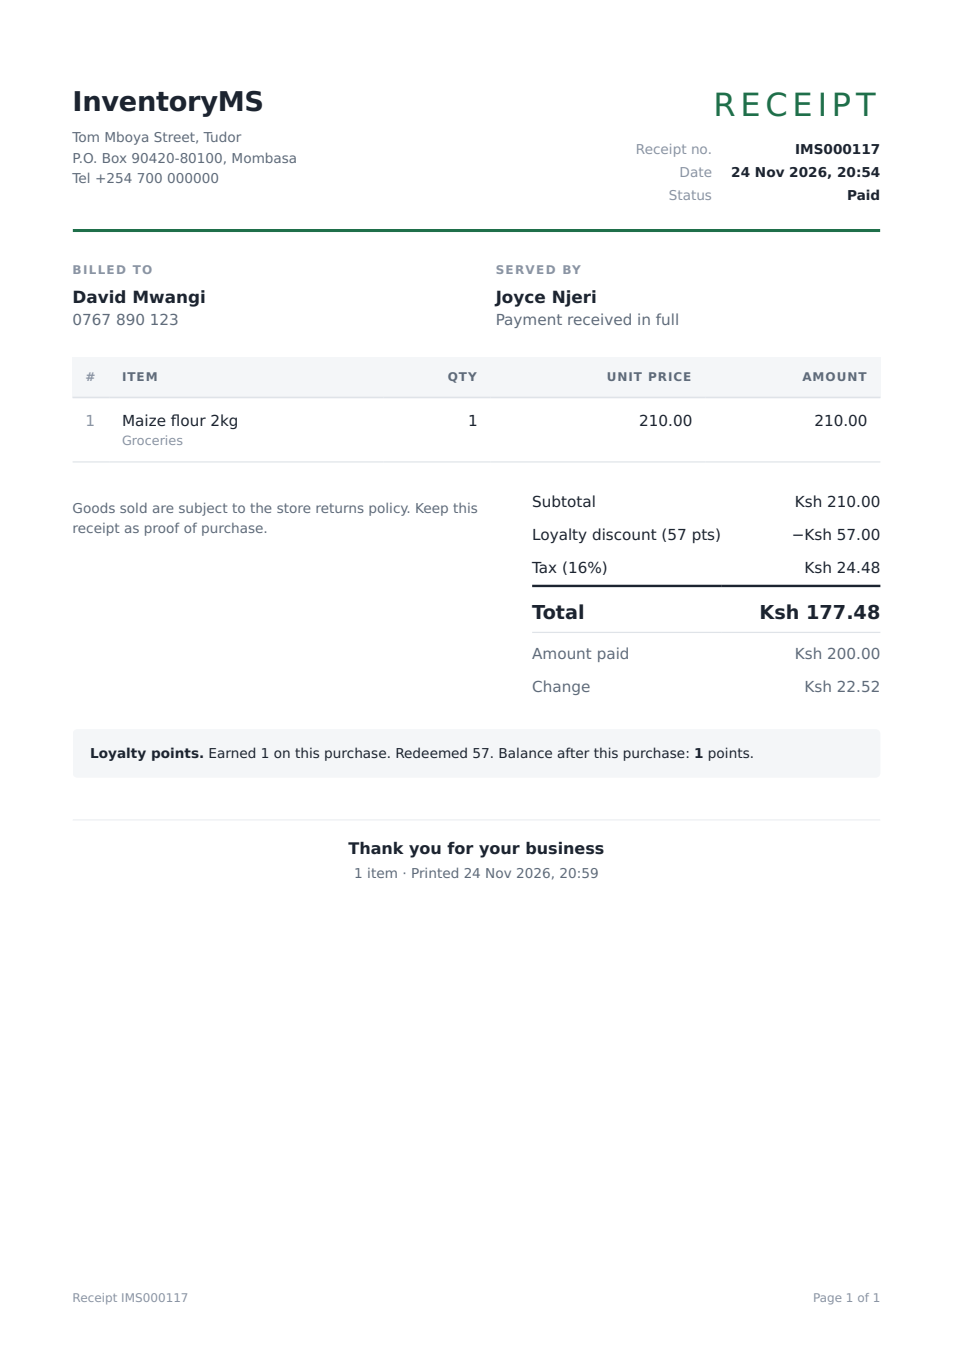 InventoryMS
Tom Mboya Street, Tudor
P.O. Box 90420-80100, Mombasa
Tel +254 700 000000
RECEIPT
Receipt no. IMS000117
Date 24 Nov 2026, 20:54
Status Paid
BILLED TO
David Mwangi
0767 890 123
SERVED BY
Joyce Njeri
Payment received in full
# ITEM QTY UNIT PRICE AMOUNT
1 Maize flour 2kg 1 210.00 210.00
Groceries
Goods sold are subject to the store returns policy. Keep this
receipt as proof of purchase.
Subtotal Ksh 210.00
Loyalty discount (57 pts) −Ksh 57.00
Tax (16%) Ksh 24.48
Total Ksh 177.48
Amount paid Ksh 200.00
Change Ksh 22.52
Loyalty points. Earned 1 on this purchase. Redeemed 57. Balance after this purchase: 1 points.
Thank you for your business
1 item · Printed 24 Nov 2026, 20:59
Receipt IMS000117
Page 1 of 1